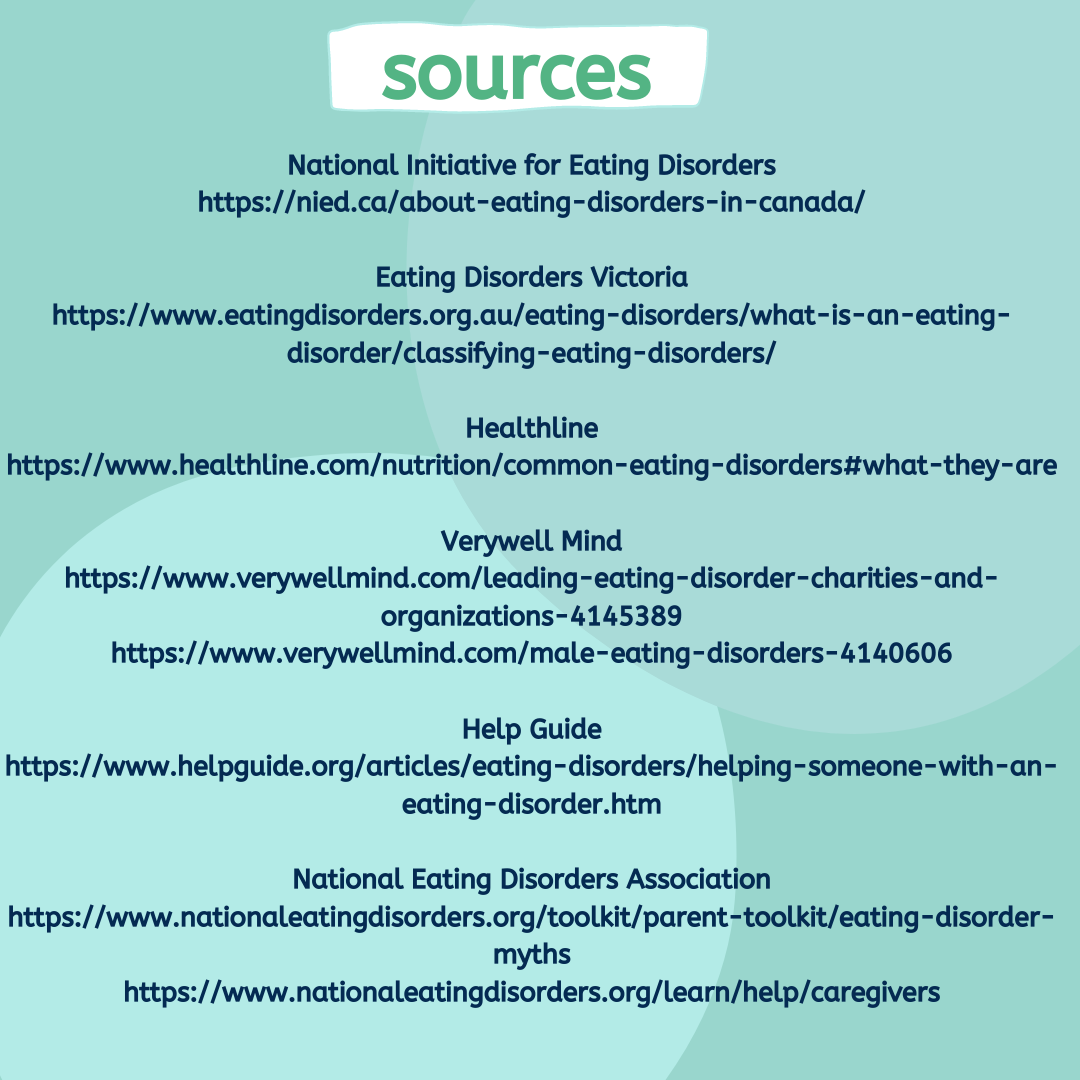 sources
National Initiative for Eating Disorders
https://nied.ca/about-eating-disorders-in-canada/
Eating Disorders Victoria
https://www.eatingdisorders.org.au/eating-disorders/what-is-an-eating-
disorder/classifying-eating-disorders/
Healthline
https://www.healthline.com/nutrition/common-eating-disorders#what-they-are
Verywell Mind
https://www.verywellmind.com/leading-eating-disorder-charities-and-
organizations-4145389
https://www.verywellmind.com/male-eating-disorders-4140606
Help Guide
https://www.helpguide.org/articles/eating-disorders/helping-someone-with-an-
eating-disorder.htm
National Eating Disorders Association
https://www.nationaleatingdisorders.org/toolkit/parent-toolkit/eating-disorder-
myths
https://www.nationaleatingdisorders.org/learn/help/caregivers